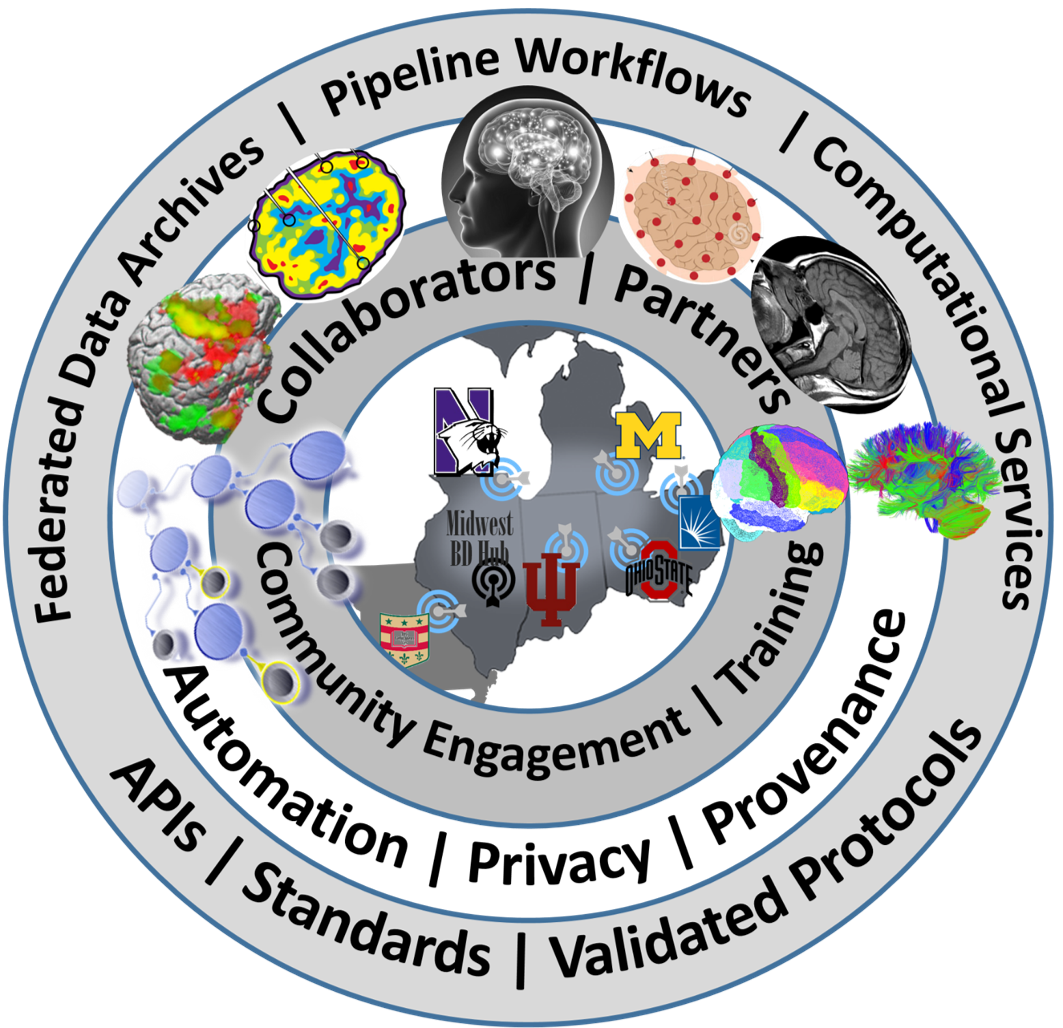 Federated Data Archives | Pipeline Workflows | Computational Services
Collaborators | Partners
N
M
Midwest
BD Hub
IU
OHIO STATE
Community Engagement | Training
Automation | Privacy | Provenance
APIs | Standards | Validated Protocols